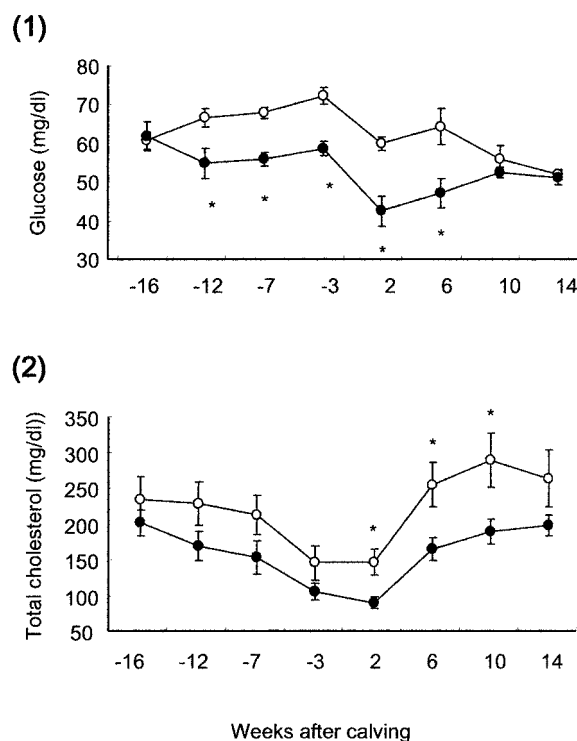 (1)
80
70
60
50
40
30
Glucose (mg/dl)
* * * * *
-16 -12 -7 -3 2 6 10 14
(2)
350
300
250
200
150
100
50
Total cholesterol (mg/dl))
* * *
-16 -12 -7 -3 2 6 10 14
Weeks after calving